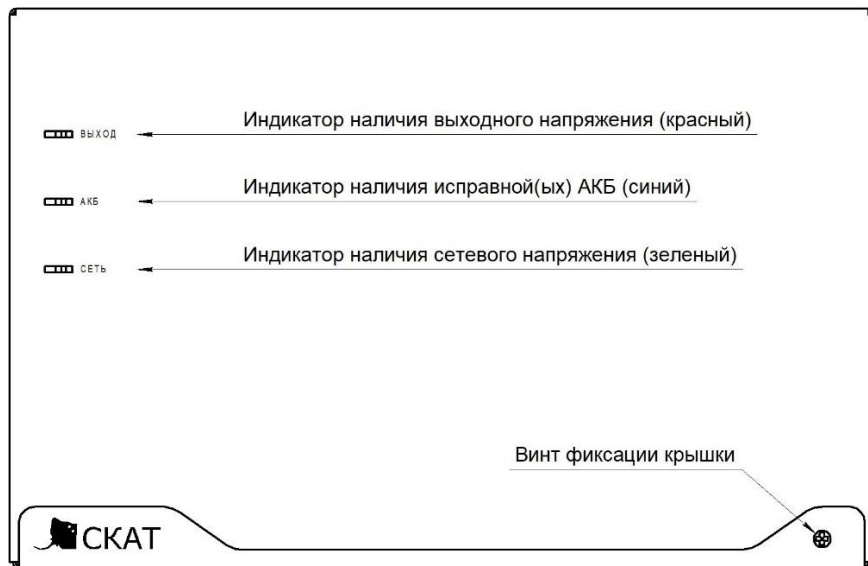 ВЫХОД
Индикатор наличия выходного напряжения (красный)
АКБ
Индикатор наличия исправной(ых) АКБ (синий)
СЕТЬ
Индикатор наличия сетевого напряжения (зеленый)
Винт фиксации крышки
СКАТ